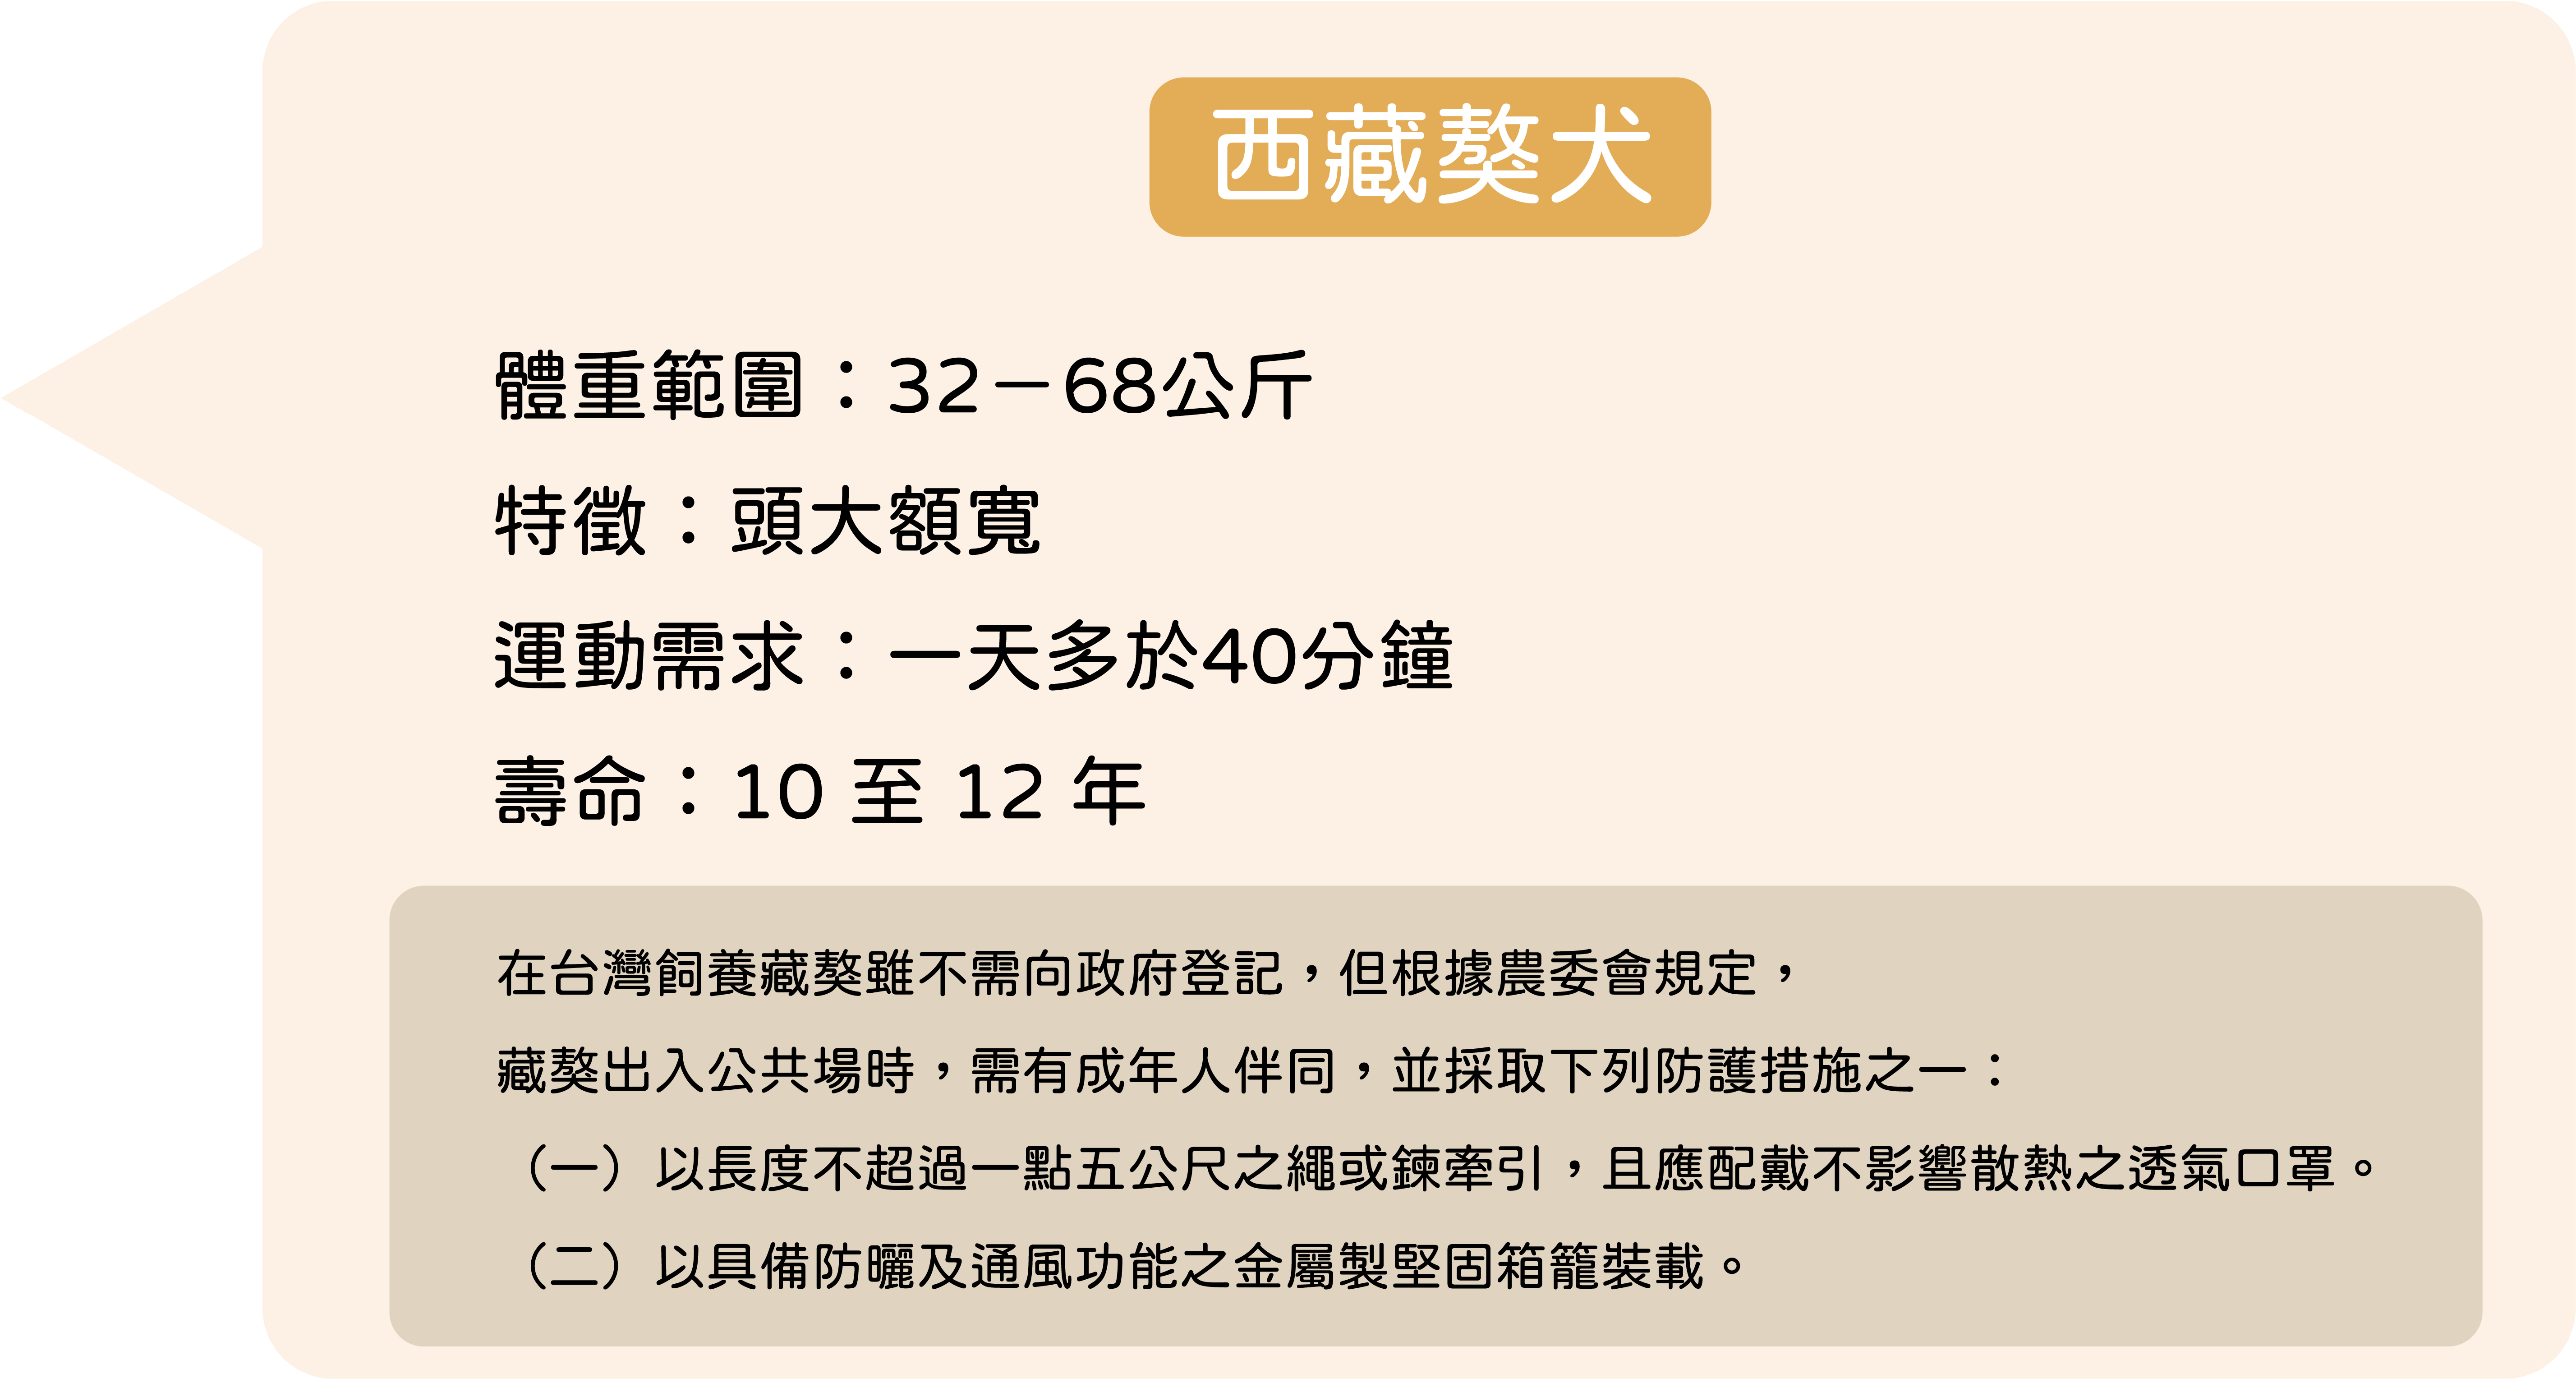 西藏獒犬
體重範圍：32－68公斤
特徵：頭大額寬
運動需求：一天多於40分鐘
壽命：10 至 12 年
在台灣飼養藏獒雖不需向政府登記，但根據農委會規定，
藏獒出入公共場時，需有成年人伴同，並採取下列防護措施之一：
（一）以長度不超過一點五公尺之繩或鍊牽引，且應配戴不影響散熱之透氣口罩。
（二）以具備防曬及通風功能之金屬製堅固箱籠裝載。